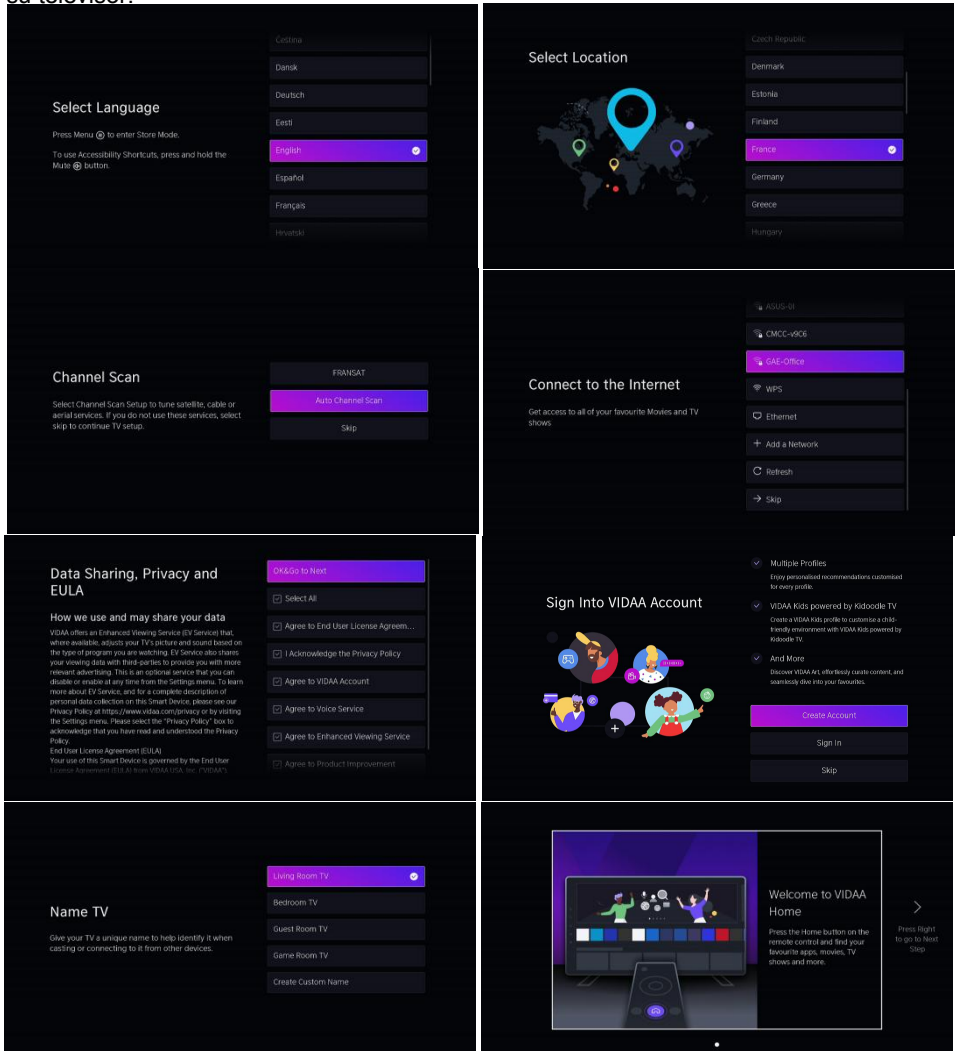 su televisor.
Čeština
Dansk
Deutsch
Eesti
English
Español
Français
Hrvatski
Select Language
Press Menu to enter Store Mode.
To use Accessibility Shortcuts, press and hold the
Mute button.
Select Location
Czech Republic
Denmark
Estonia
Finland
France
Germany
Greece
Hungary
Channel Scan
Select Channel Scan Setup to tune satellite, cable or
aerial services. If you do not use these services, select
skip to continue TV setup.
FRANSAT
Auto Channel Scan
Skip
Connect to the Internet
Get access to all of your favourite Movies and TV
shows
CMCC-v9C6
GAE-Office
WPS
Ethernet
Add a Network
Refresh
Skip
Data Sharing, Privacy and
EULA
How we use and may share your data
VIDAA offers an Enhanced Viewing Service (EV Service) that,
where available, adjusts your TV's picture and sound based on
the type of program you are watching. EV Service also shares
your viewing data with third-parties to provide you with more
relevant advertising. This is an optional service that you can
disable or enable at any time from the Settings menu. To learn
more about EV Service, and for a complete description of
personal data collection on this Smart Device, please see our
Privacy Policy at https://www.vidaa.com/privacy or by visiting
the Settings menu. Please select the "Privacy Policy" box to
acknowledge that you have read and understood the Privacy
Policy.
End User License Agreement (EULA)
Your use of this Smart Device is governed by the End User
License Agreement (EULA) from VIDAA USA, Inc. ("VIDAA").
OK&Go to Next
Select All
Agree to End User License Agreem...
I Acknowledge the Privacy Policy
Agree to VIDAA Account
Agree to Voice Service
Agree to Enhanced Viewing Service
Agree to Product Improvement
Sign Into VIDAA Account
Multiple Profiles
Enjoy personalised recommendations customised
for every profile.
VIDAA Kids powered by Kidoodle TV
Create a VIDAA Kids profile to customise a child-
friendly environment with VIDAA Kids powered by
Kidoodle TV.
And More
Discover VIDAA Art, effortlessly curate content, and
seamlessly dive into your favourites.
Create Account
Sign In
Skip
Name TV
Give your TV a unique name to help identify it when
casting or connecting to it from other devices.
Living Room TV
Bedroom TV
Guest Room TV
Game Room TV
Create Custom Name
Welcome to VIDAA
Home
Press the Home button on the
remote control and find your
favourite apps, movies, TV
shows and more.
Press Right
to go to Next
Step